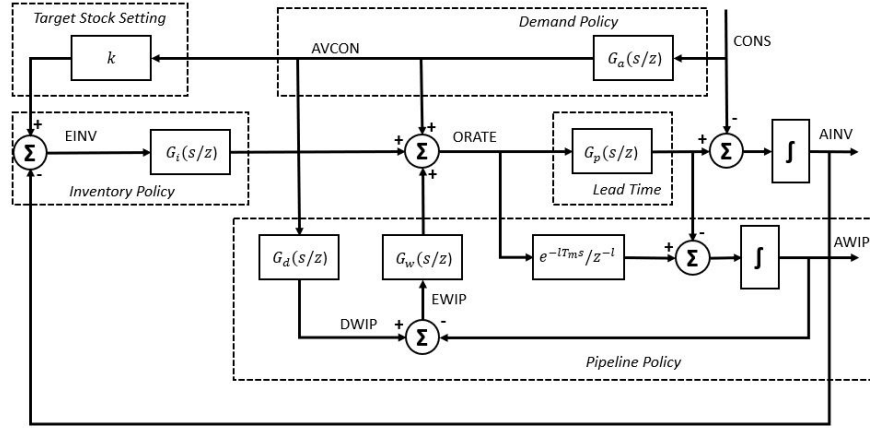 Target Stock Setting
Demand Policy
k
AVCON
G_a(s/z)
CONS
+
-
EINV
+
Σ
-
G_i(s/z)
Inventory Policy
+
+
Σ
+
ORATE
G_p(s/z)
Lead Time
+
Σ
∫
AINV
G_d(s/z)
G_w(s/z)
e^{-lT_m s}/z^{-l}
-
+
Σ
∫
AWIP
EWIP
DWIP
+
-
Σ
Pipeline Policy